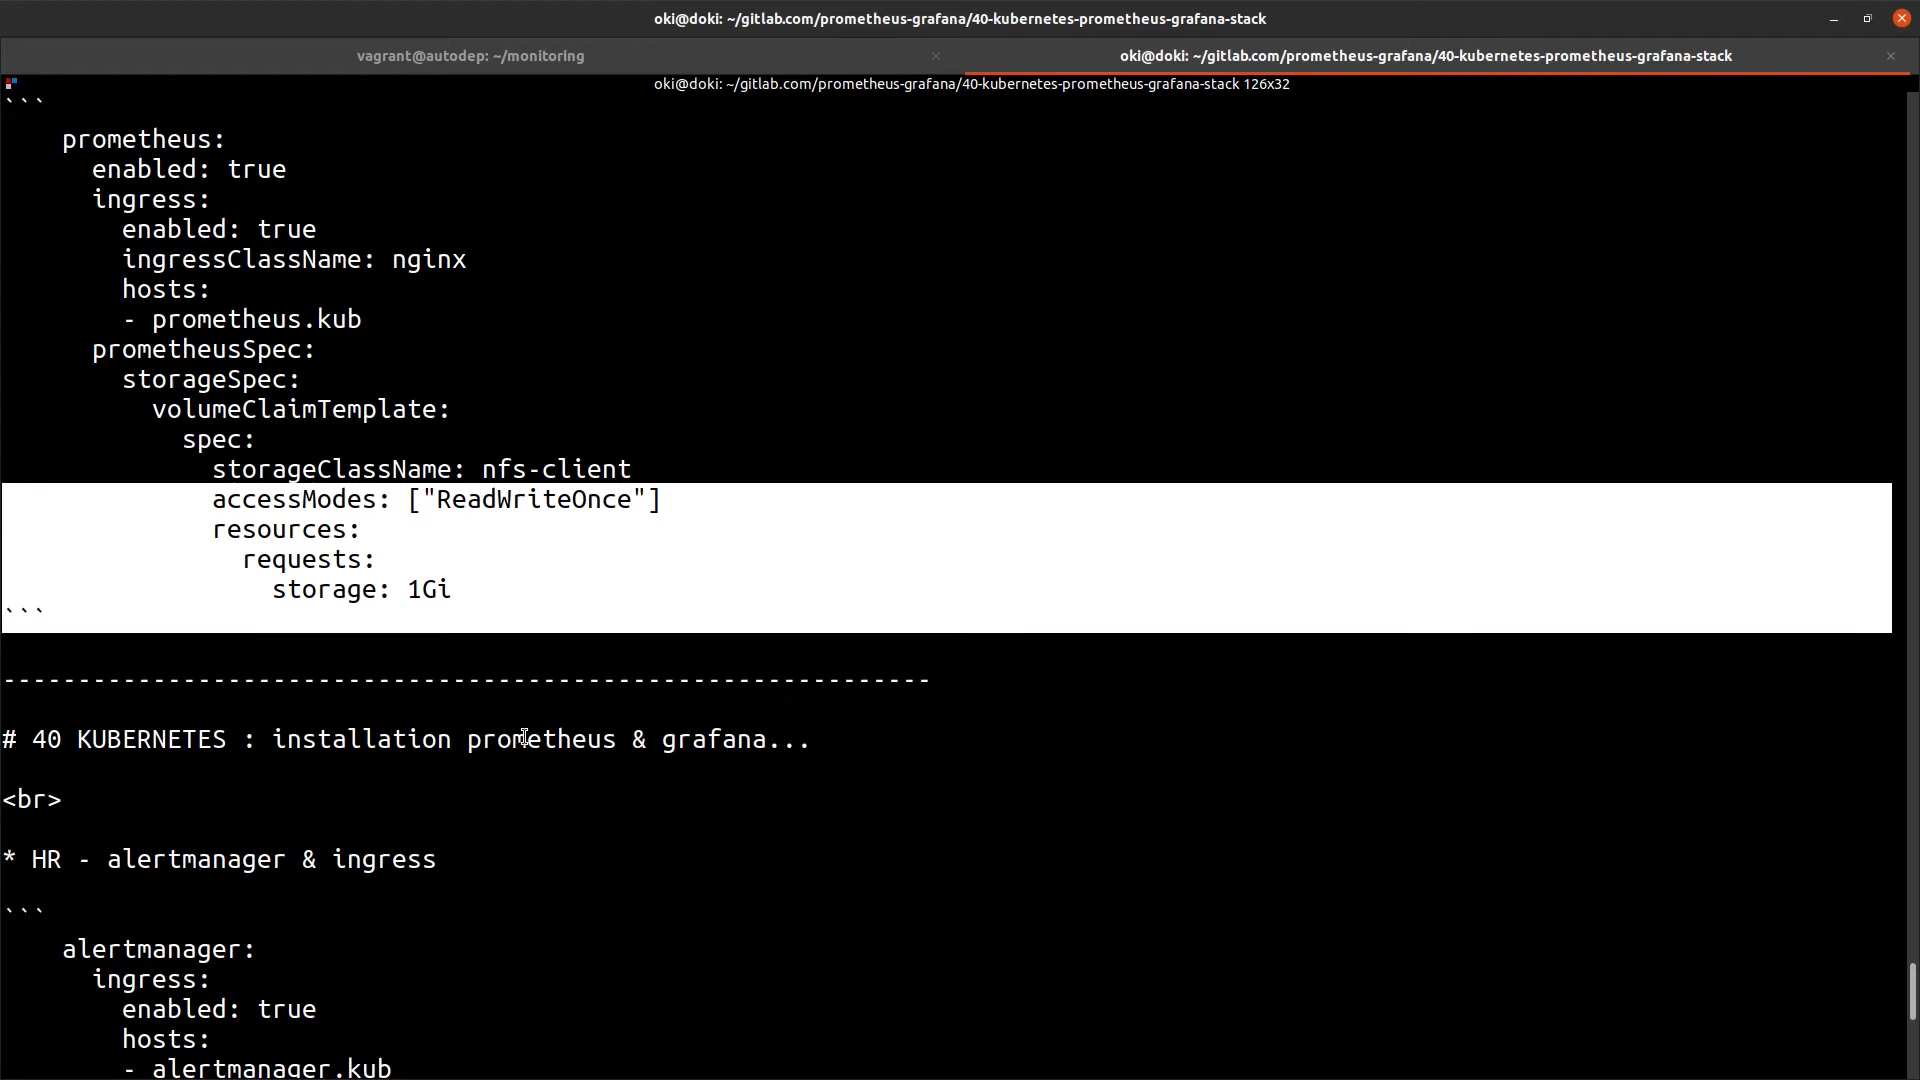 oki@doki: ~/gitlab.com/prometheus-grafana/40-kubernetes-prometheus-grafana-stack
vagrant@autodep: ~/monitoring
oki@doki: ~/gitlab.com/prometheus-grafana/40-kubernetes-prometheus-grafana-stack
oki@doki: ~/gitlab.com/prometheus-grafana/40-kubernetes-prometheus-grafana-stack 126x32
```
    prometheus:
      enabled: true
      ingress:
        enabled: true
        ingressClassName: nginx
        hosts:
        - prometheus.kub
      prometheusSpec:
        storageSpec:
          volumeClaimTemplate:
            spec:
              storageClassName: nfs-client
              accessModes: ["ReadWriteOnce"]
              resources:
                requests:
                  storage: 1Gi
```
--------------------------------------------------------------
# 40 KUBERNETES : installation prometheus & grafana...
<br>
* HR - alertmanager & ingress
```
    alertmanager:
      ingress:
        enabled: true
        hosts:
        - alertmanager.kub